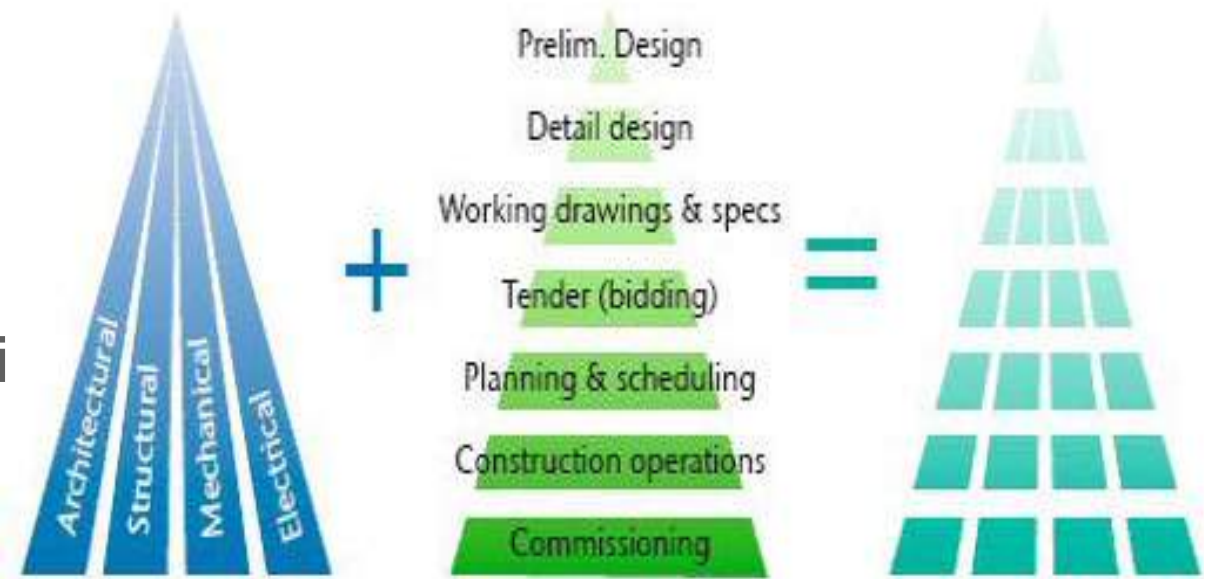 Architectural
Structural
Mechanical
Electrical
+
Prelim. Design
Detail design
Working drawings & specs
Tender (bidding)
Planning & scheduling
Construction operations
Commissioning
=
i